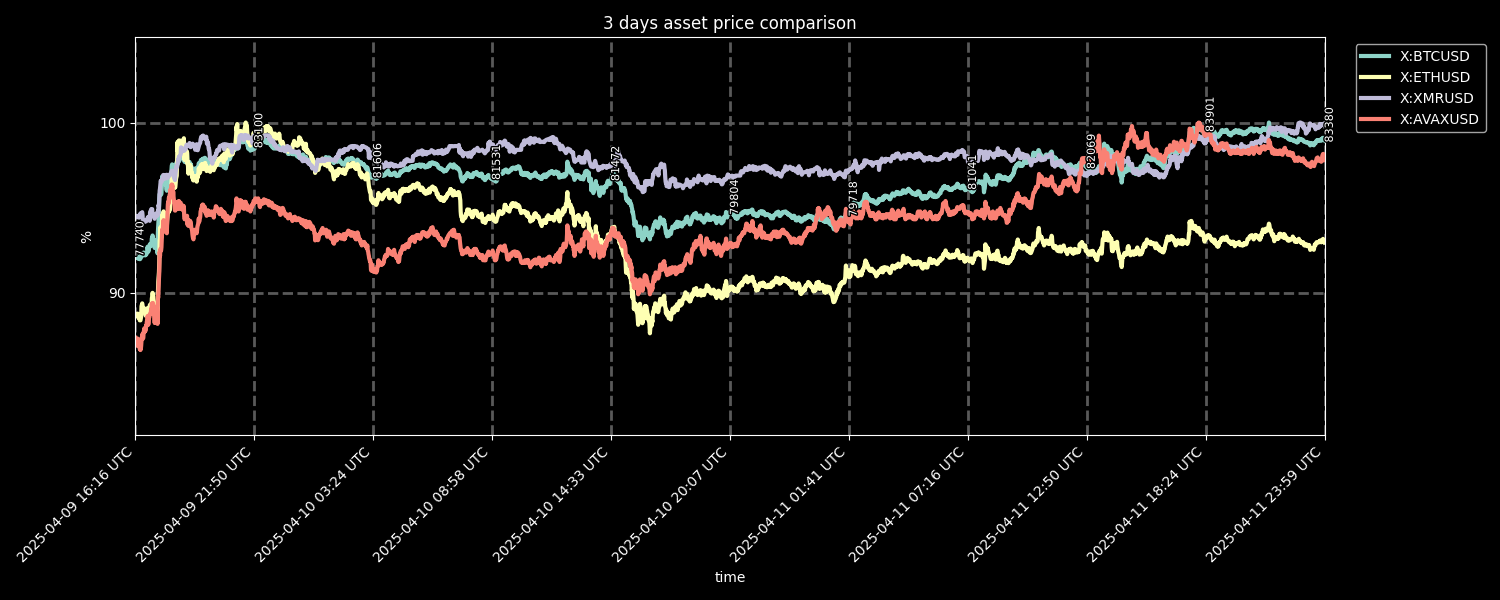 3 days asset price comparison
X:BTCUSD
X:ETHUSD
X:XMRUSD
X:AVAXUSD
100
90
%
77740
83100
81606
81531
81472
79804
79718
81041
82069
83901
83380
2025-04-09 16:16 UTC
2025-04-09 21:50 UTC
2025-04-10 03:24 UTC
2025-04-10 08:58 UTC
2025-04-10 14:33 UTC
2025-04-10 20:07 UTC
2025-04-11 01:41 UTC
2025-04-11 07:16 UTC
2025-04-11 12:50 UTC
2025-04-11 18:24 UTC
2025-04-11 23:59 UTC
time